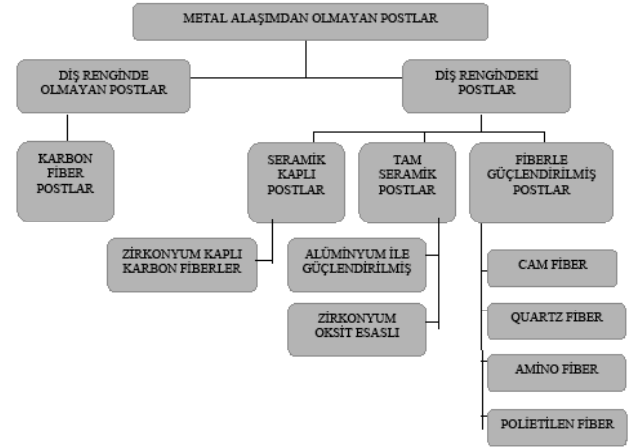 METAL ALAŞIMDAN OLMAYAN POSTLAR
DİŞ RENGİNDE
OLMAYAN POSTLAR
DİŞ RENGİNDEKİ
POSTLAR
KARBON
FİBER
POSTLAR
SERAMİK
KAPLI
POSTLAR
TAM
SERAMİK
POSTLAR
FİBERLE
GÜÇLENDİRİLMİŞ
POSTLAR
ZİRKONYUM KAPLI
KARBON FİBERLER
ALÜMİNYUM İLE
GÜÇLENDİRİLMİŞ
ZİRKONYUM
OKSİT ESASLI
CAM FİBER
QUARTZ FİBER
AMİNO FİBER
POLİETİLEN FİBER